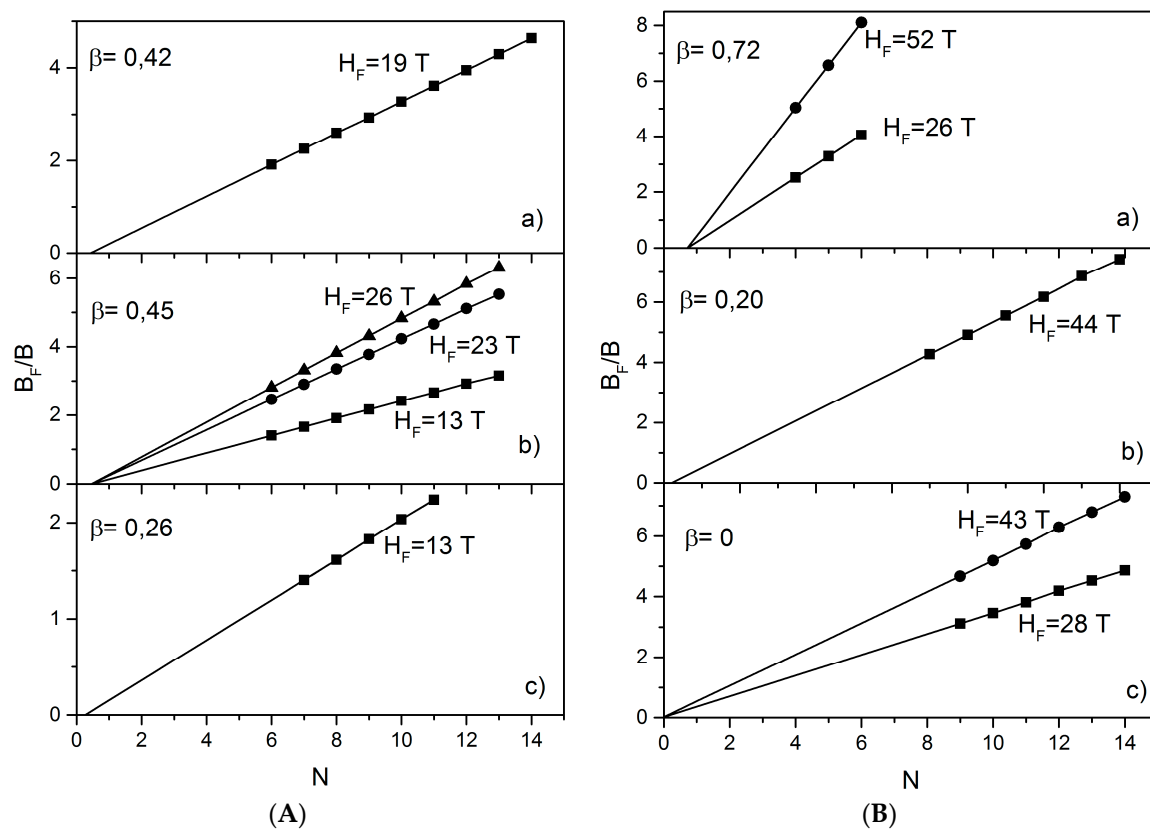 β= 0,42
H_F=19 T
a)
4
2
0
β= 0,45
H_F=26 T
H_F=23 T
H_F=13 T
b)
6
4
2
0
B_F/B
β= 0,26
H_F=13 T
c)
2
1
0
0 2 4 6 8 10 12 14
N
(A)
β= 0,72
H_F=52 T
H_F=26 T
a)
8
6
4
2
0
β= 0,20
H_F=44 T
b)
6
4
2
0
B_F/B
β= 0
H_F=43 T
H_F=28 T
c)
6
4
2
0
0 2 4 6 8 10 12 14
N
(B)